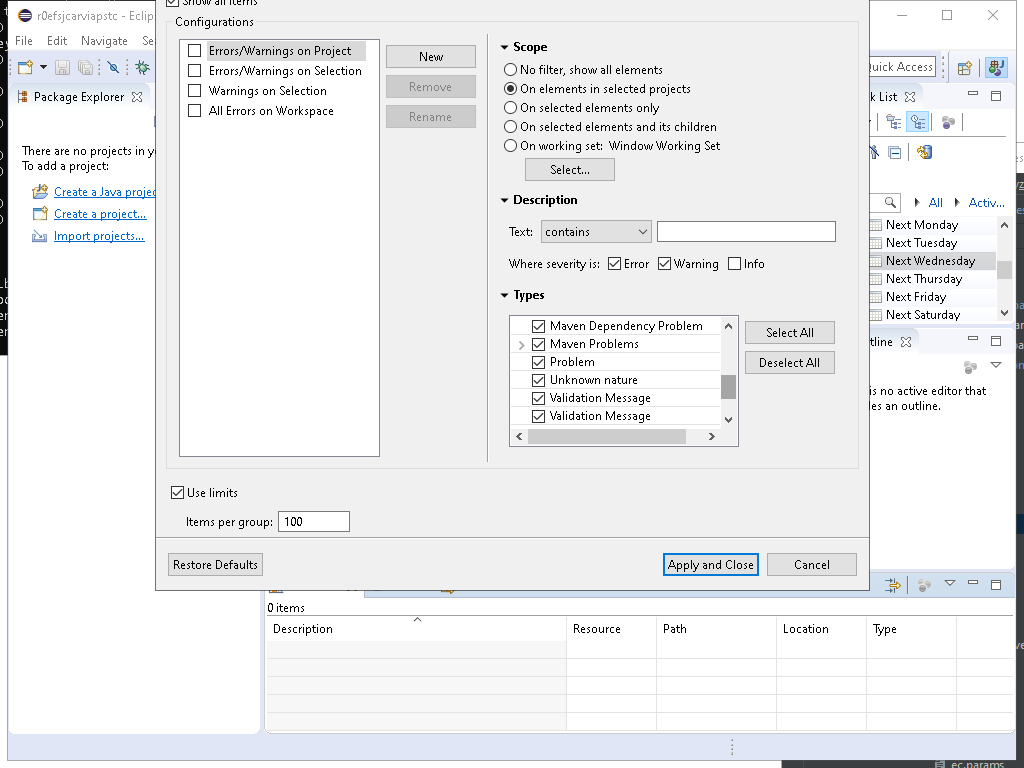 r0efsjcarviapstc - Eclip
Show all items
File Edit Navigate Se
Configurations
Errors/Warnings on Project
Errors/Warnings on Selection
Warnings on Selection
All Errors on Workspace
New
Remove
Rename
Scope
No filter, show all elements
On elements in selected projects
On selected elements only
On selected elements and its children
On working set: Window Working Set
Select...
Description
Text: contains
Where severity is: Error Warning Info
Types
Maven Dependency Problem
Maven Problems
Problem
Unknown nature
Validation Message
Validation Message
Select All
Deselect All
Use limits
Items per group: 100
Restore Defaults
Apply and Close
Cancel
Package Explorer
There are no projects in y
To add a project:
Create a Java projec
Create a project...
Import projects...
uick Access
k List
All Activ...
Next Monday
Next Tuesday
Next Wednesday
Next Thursday
Next Friday
Next Saturday
tline
is no active editor that
des an outline.
0 items
Description Resource Path Location Type
ec.params